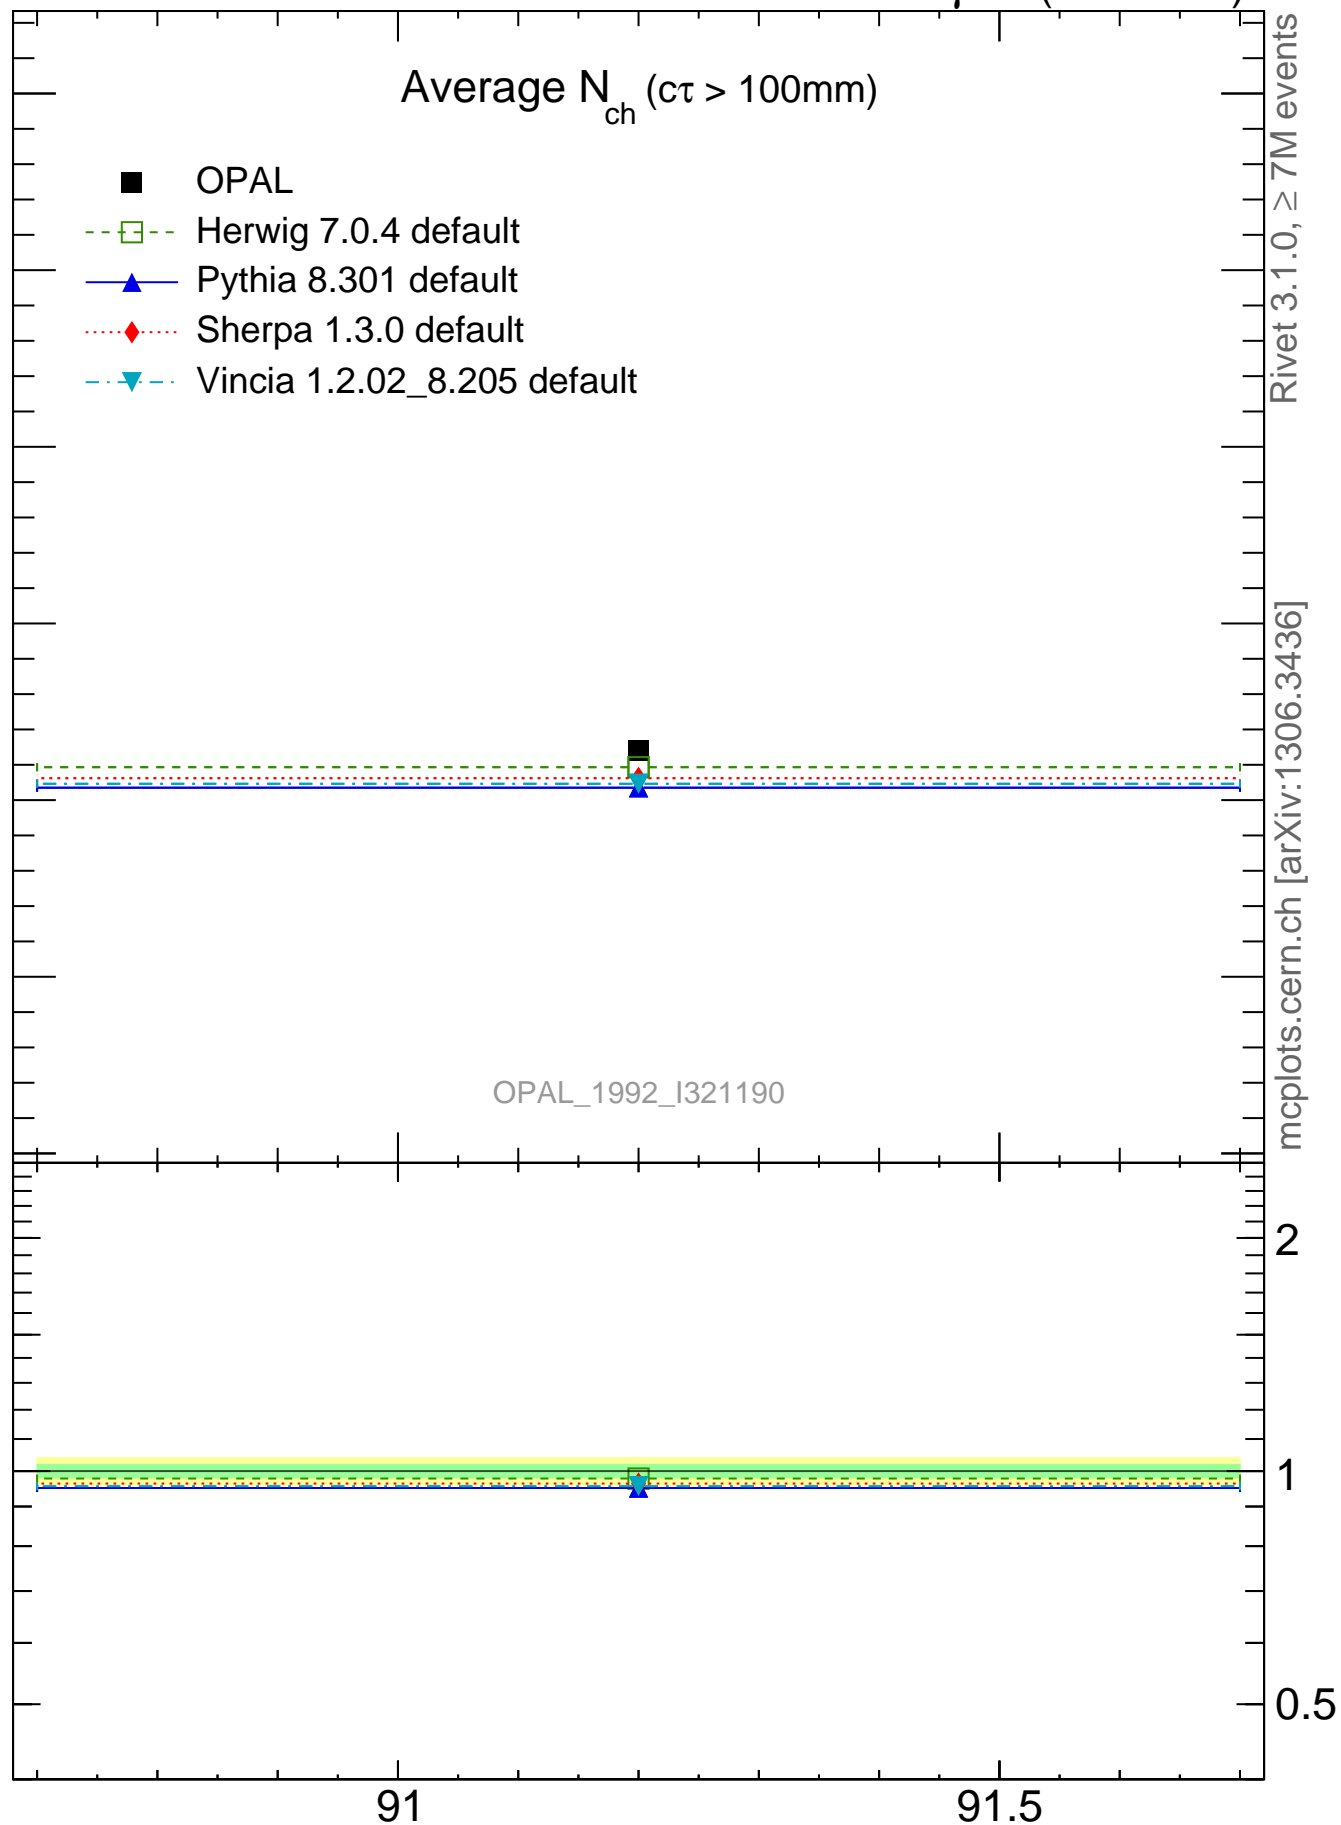 Average Nch (cτ > 100mm)
OPAL
Herwig 7.0.4 default
Pythia 8.301 default
Sherpa 1.3.0 default
Vincia 1.2.02_8.205 default
OPAL_1992_I321190
Rivet 3.1.0, ≥ 7M events
mcplots.cern.ch [arXiv:1306.3436]
2
1
0.5
91
91.5